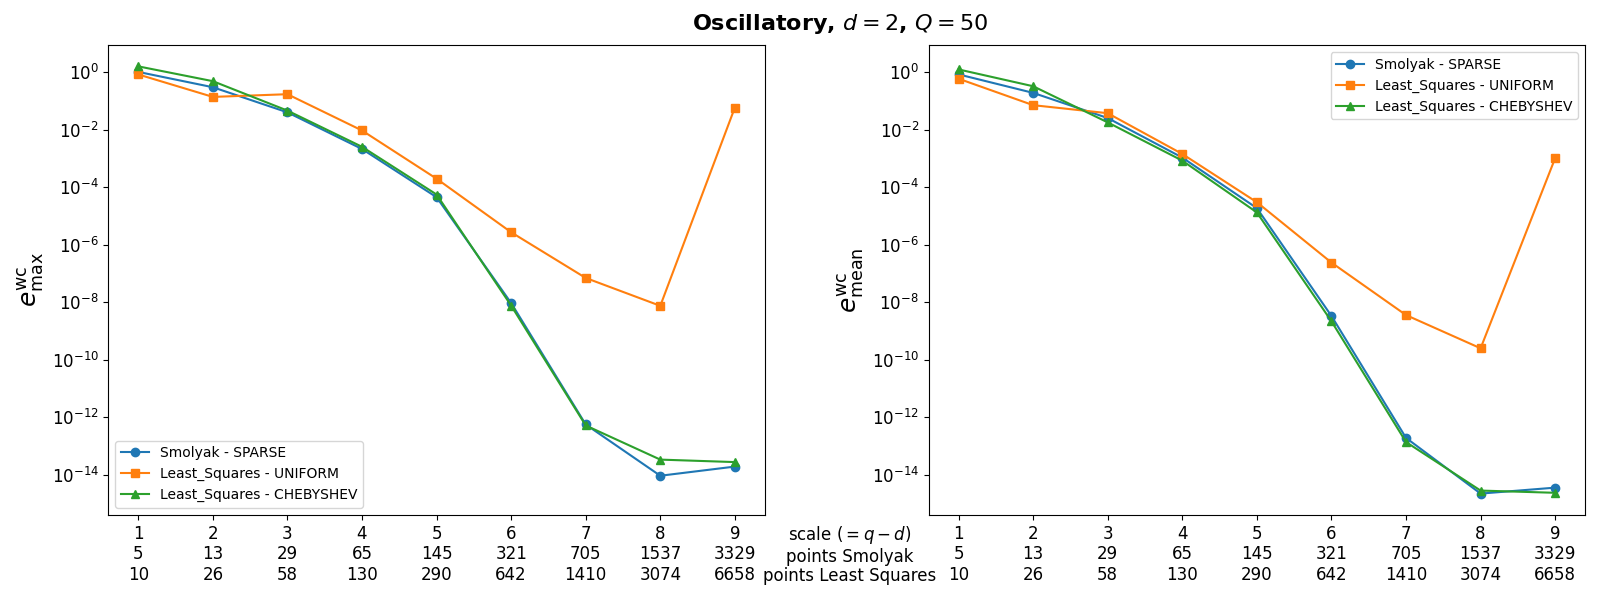 Oscillatory, d = 2, Q = 50
e^wc_max
10^0
10^−2
10^−4
10^−6
10^−8
10^−10
10^−12
10^−14
Smolyak - SPARSE
Least_Squares - UNIFORM
Least_Squares - CHEBYSHEV
e^wc_mean
10^0
10^−2
10^−4
10^−6
10^−8
10^−10
10^−12
10^−14
Smolyak - SPARSE
Least_Squares - UNIFORM
Least_Squares - CHEBYSHEV
1 2 3 4 5 6 7 8 9 scale (= q − d) 1 2 3 4 5 6 7 8 9
5 13 29 65 145 321 705 1537 3329 points Smolyak 5 13 29 65 145 321 705 1537 3329
10 26 58 130 290 642 1410 3074 6658 points Least Squares 10 26 58 130 290 642 1410 3074 6658